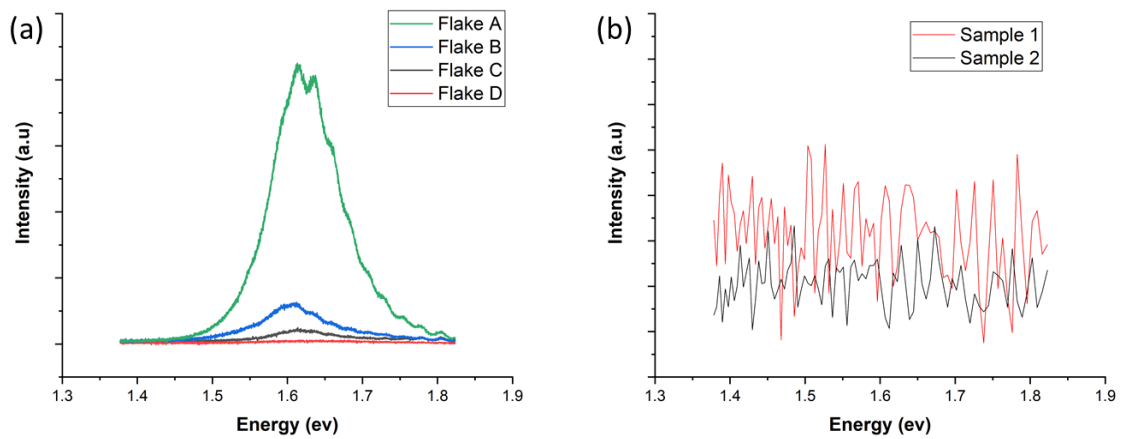 (a)
Flake A
Flake B
Flake C
Flake D
Intensity (a.u)
1.3 1.4 1.5 1.6 1.7 1.8 1.9
Energy (ev)
(b)
Sample 1
Sample 2
Intensity (a.u)
1.3 1.4 1.5 1.6 1.7 1.8 1.9
Energy (ev)